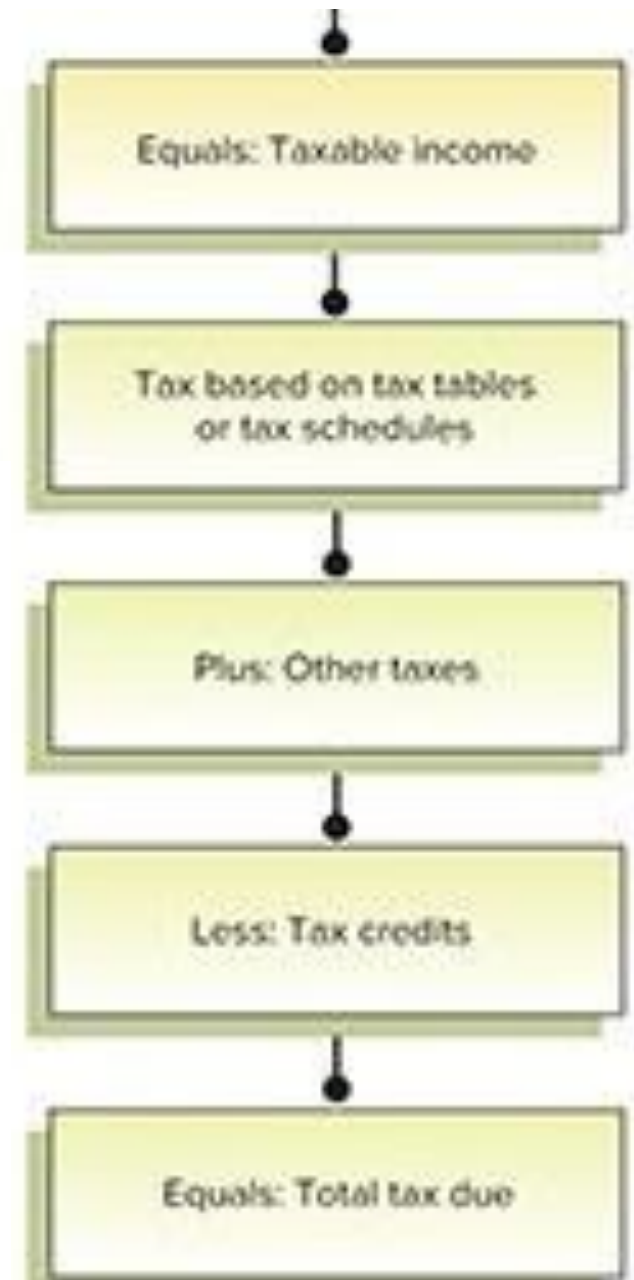 Equals: Taxable income
Tax based on tax tables
or tax schedules
Plus: Other taxes
Less: Tax credits
Equals: Total tax due